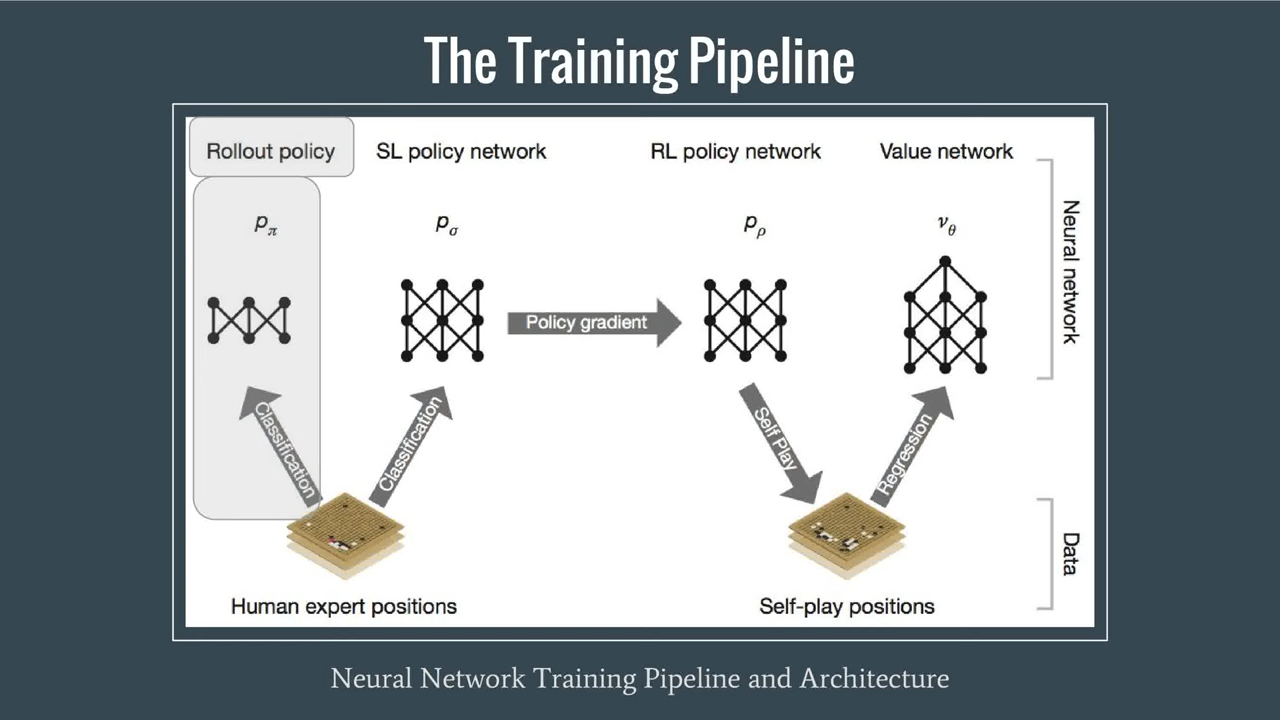 The Training Pipeline
Rollout policy
SL policy network
RL policy network
Value network
pπ
pσ
pρ
νθ
Neural network
Policy gradient
Classification
Classification
Self Play
Regression
Data
Human expert positions
Self-play positions
Neural Network Training Pipeline and Architecture